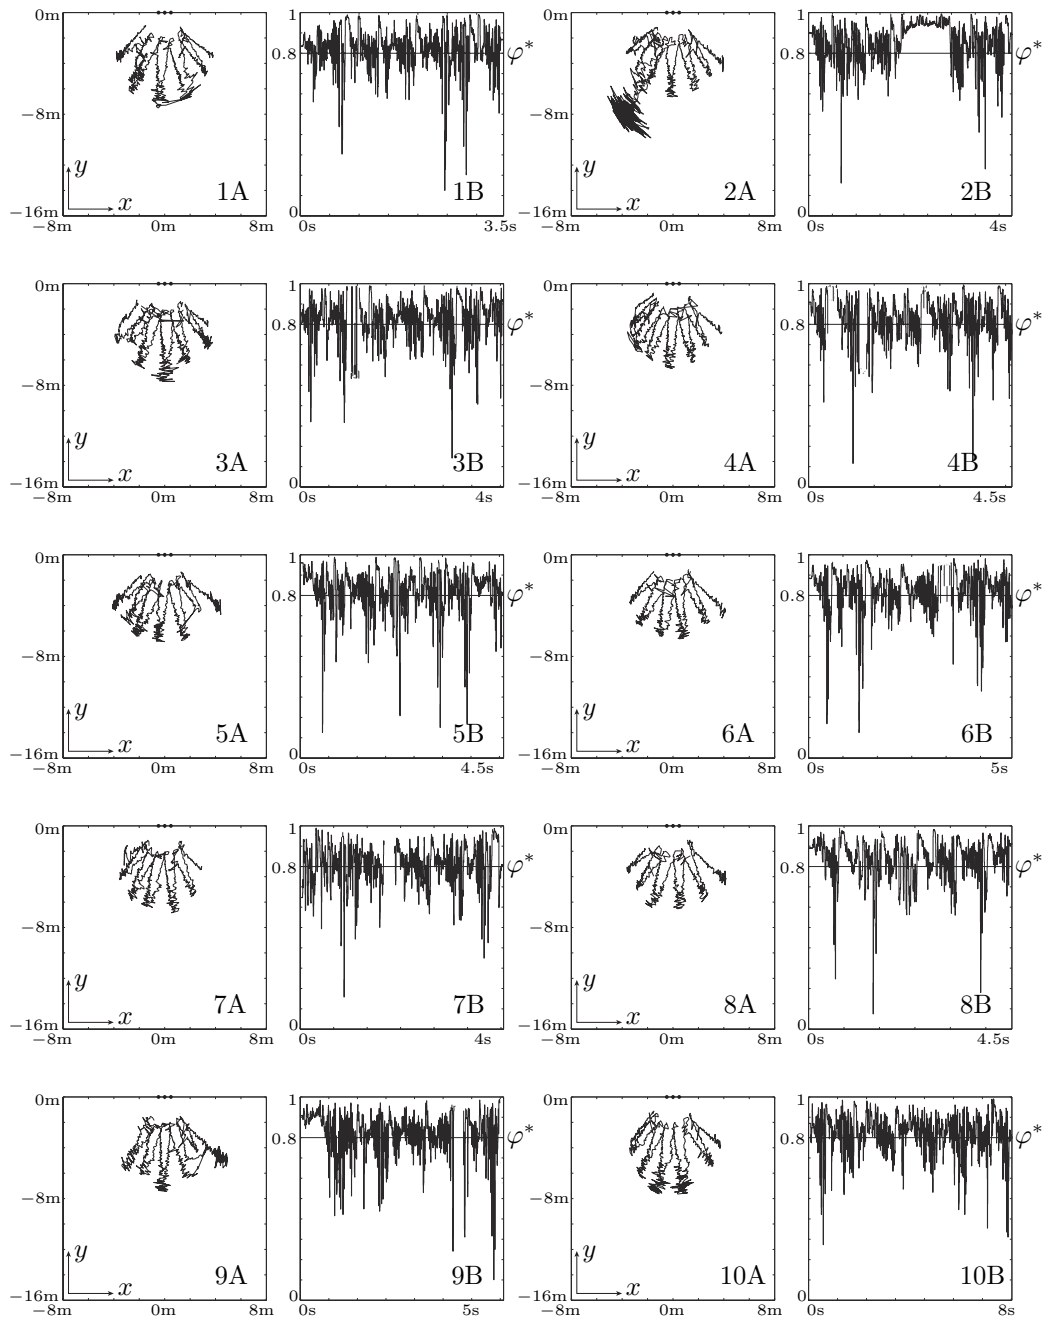 0m 1 0m 1
0.8 φ* 0.8 φ*
−8m −8m
y 1A 1B y 2A 2B
x x
−16m 0 −16m 0
−8m 0m 8m 0s 3.5s −8m 0m 8m 0s 4s
0m 1 0m 1
0.8 φ* 0.8 φ*
−8m −8m
y 3A 3B y 4A 4B
x x
−16m 0 −16m 0
−8m 0m 8m 0s 4s −8m 0m 8m 0s 4.5s
0m 1 0m 1
0.8 φ* 0.8 φ*
−8m −8m
y 5A 5B y 6A 6B
x x
−16m 0 −16m 0
−8m 0m 8m 0s 4.5s −8m 0m 8m 0s 5s
0m 1 0m 1
0.8 φ* 0.8 φ*
−8m −8m
y 7A 7B y 8A 8B
x x
−16m 0 −16m 0
−8m 0m 8m 0s 4s −8m 0m 8m 0s 4.5s
0m 1 0m 1
0.8 φ* 0.8 φ*
−8m −8m
y 9A 9B y 10A 10B
x x
−16m 0 −16m 0
−8m 0m 8m 0s 5s −8m 0m 8m 0s 8s